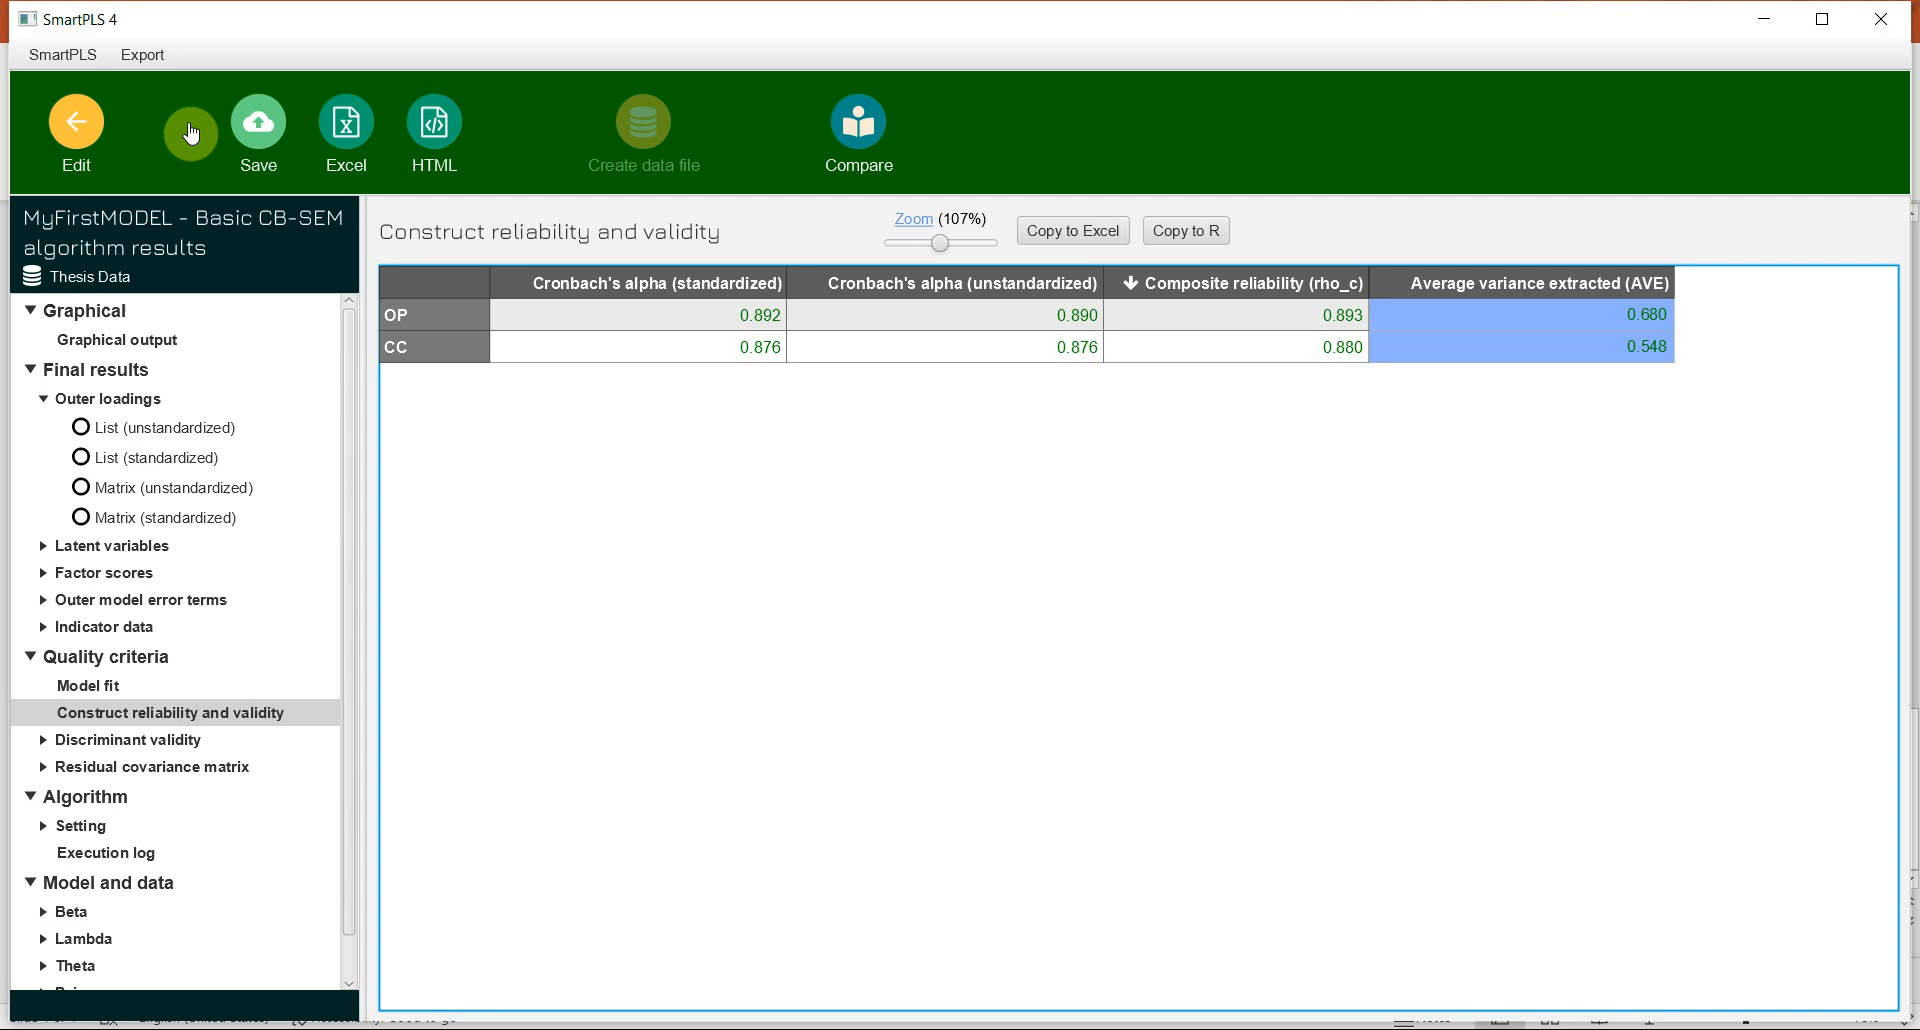 SmartPLS 4
SmartPLS Export
Edit
Save
Excel
HTML
Create data file
Compare
MyFirstMODEL - Basic CB-SEM
algorithm results
Thesis Data
Construct reliability and validity
Zoom (107%)
Copy to Excel
Copy to R
Cronbach's alpha (standardized) Cronbach's alpha (unstandardized) Composite reliability (rho_c) Average variance extracted (AVE)
OP 0.892 0.890 0.893 0.680
CC 0.876 0.876 0.880 0.548
Graphical
Graphical output
Final results
Outer loadings
List (unstandardized)
List (standardized)
Matrix (unstandardized)
Matrix (standardized)
Latent variables
Factor scores
Outer model error terms
Indicator data
Quality criteria
Model fit
Construct reliability and validity
Discriminant validity
Residual covariance matrix
Algorithm
Setting
Execution log
Model and data
Beta
Lambda
Theta